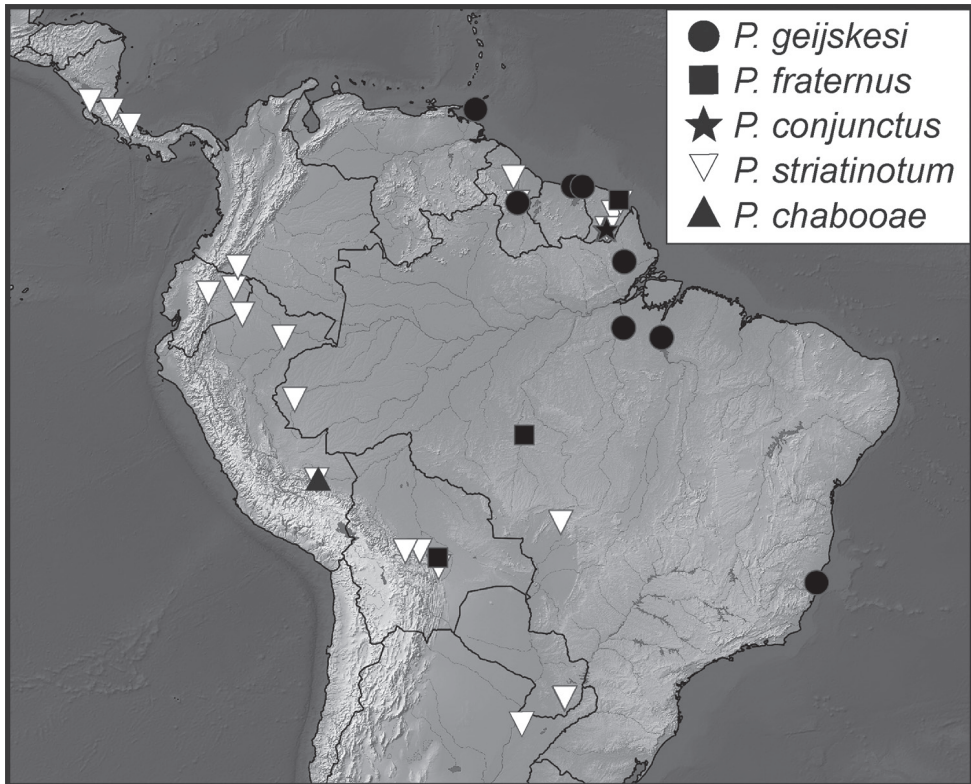 P. geijskesi
P. fraternus
P. conjunctus
P. striatinotum
P. chabooae